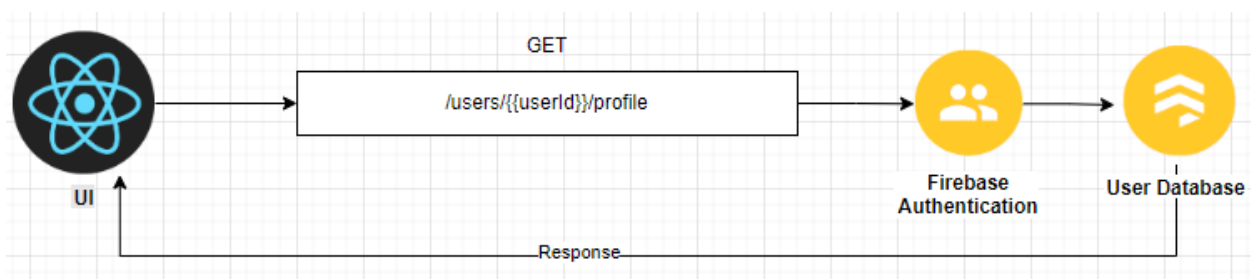 GET
/users/{{userId}}/profile
UI
Firebase
Authentication
User Database
Response